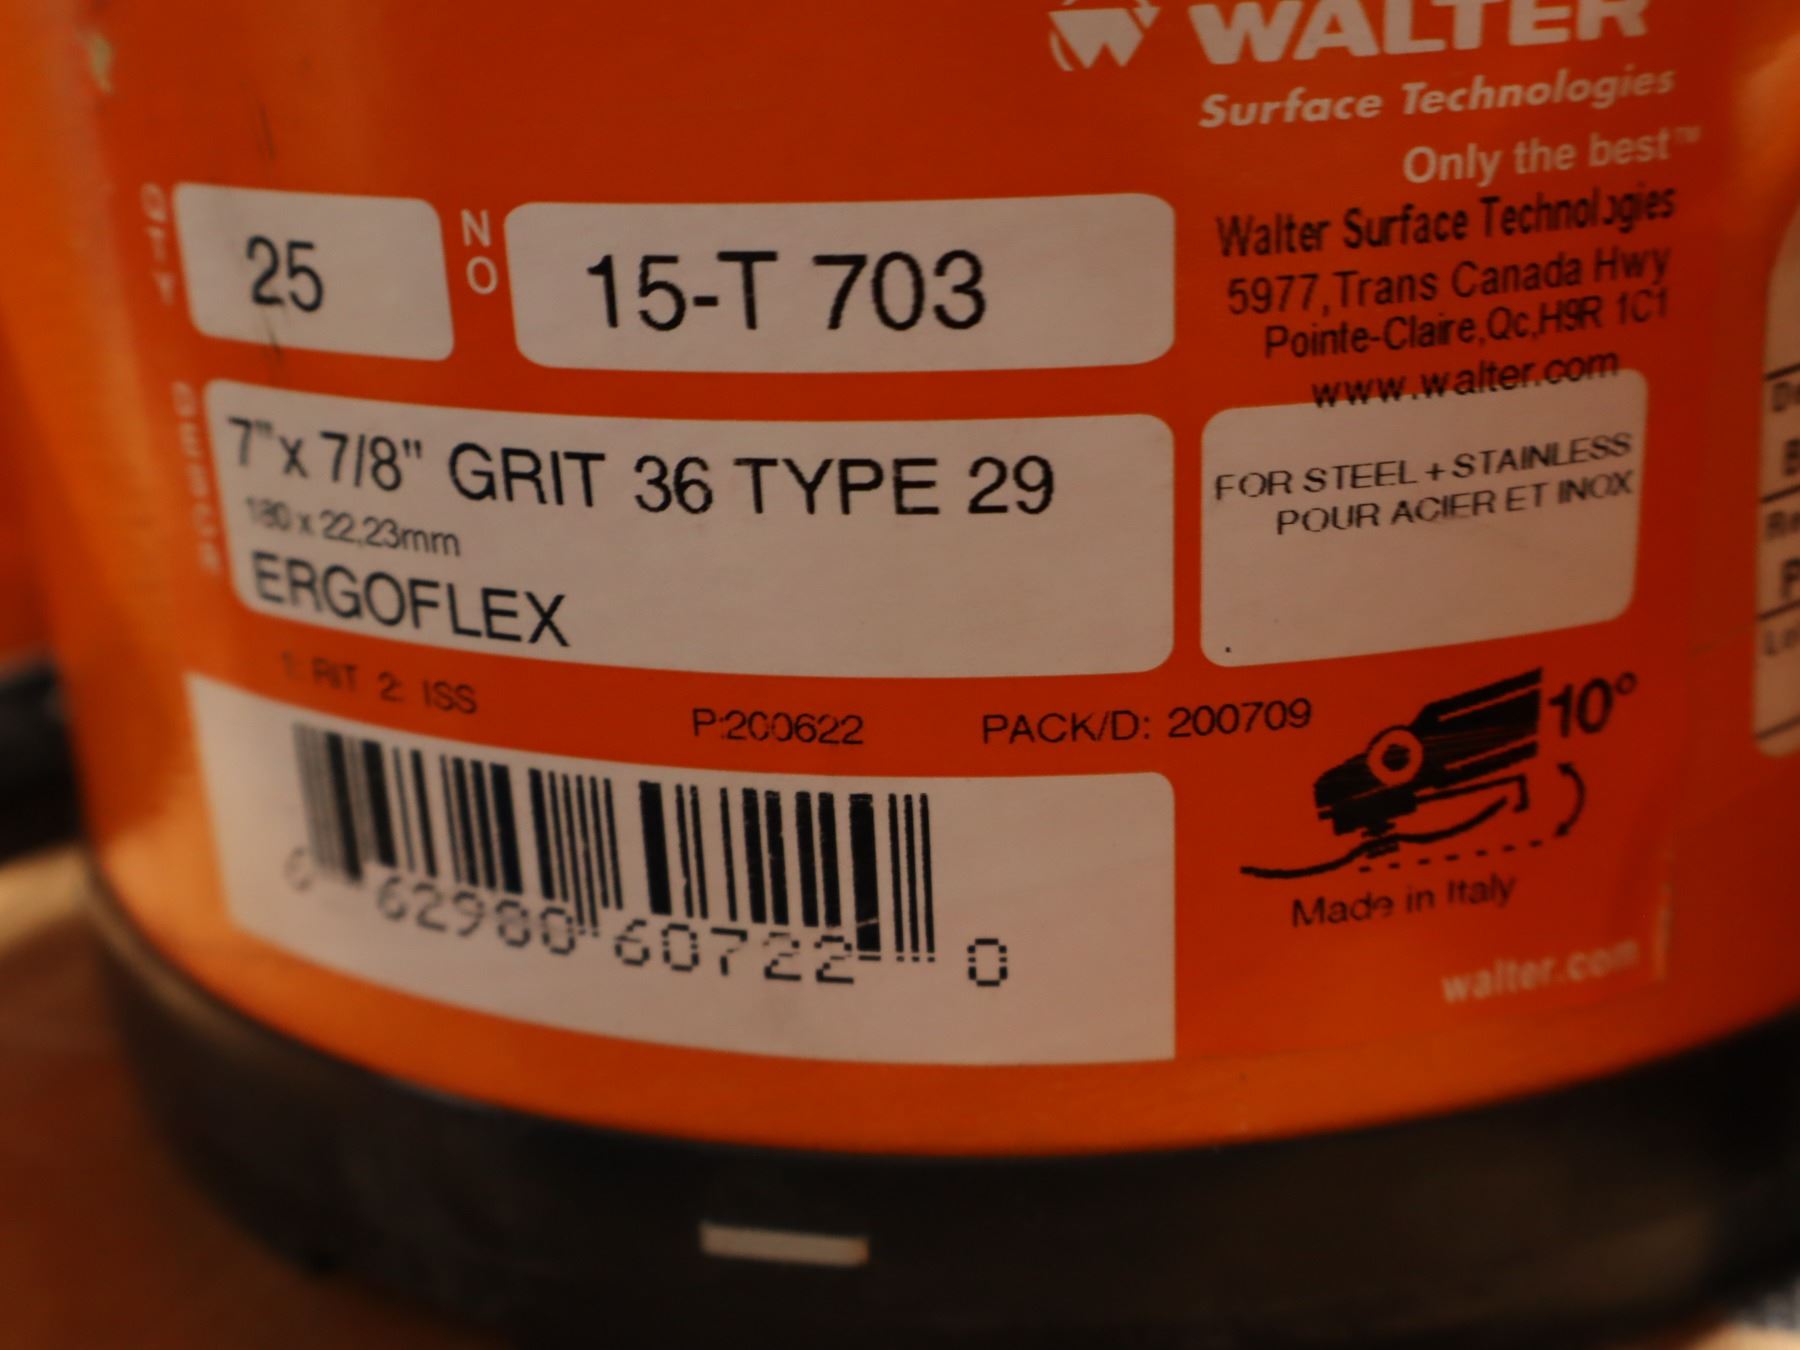 WALTER
Surface Technologies
Only the best™
Walter Surface Technologies
5977,Trans Canada Hwy
Pointe-Claire,Qc,H9R 1C1
www.walter.com
QTY
25
NO
15-T 703
DESCR
7"x 7/8" GRIT 36 TYPE 29
180 x 22,23mm
ERGOFLEX
FOR STEEL + STAINLESS
POUR ACIER ET INOX
1: RIT 2: ISS
P:200622
PACK/D: 200709
10°
6 62980 60722 0
Made in Italy
walter.com